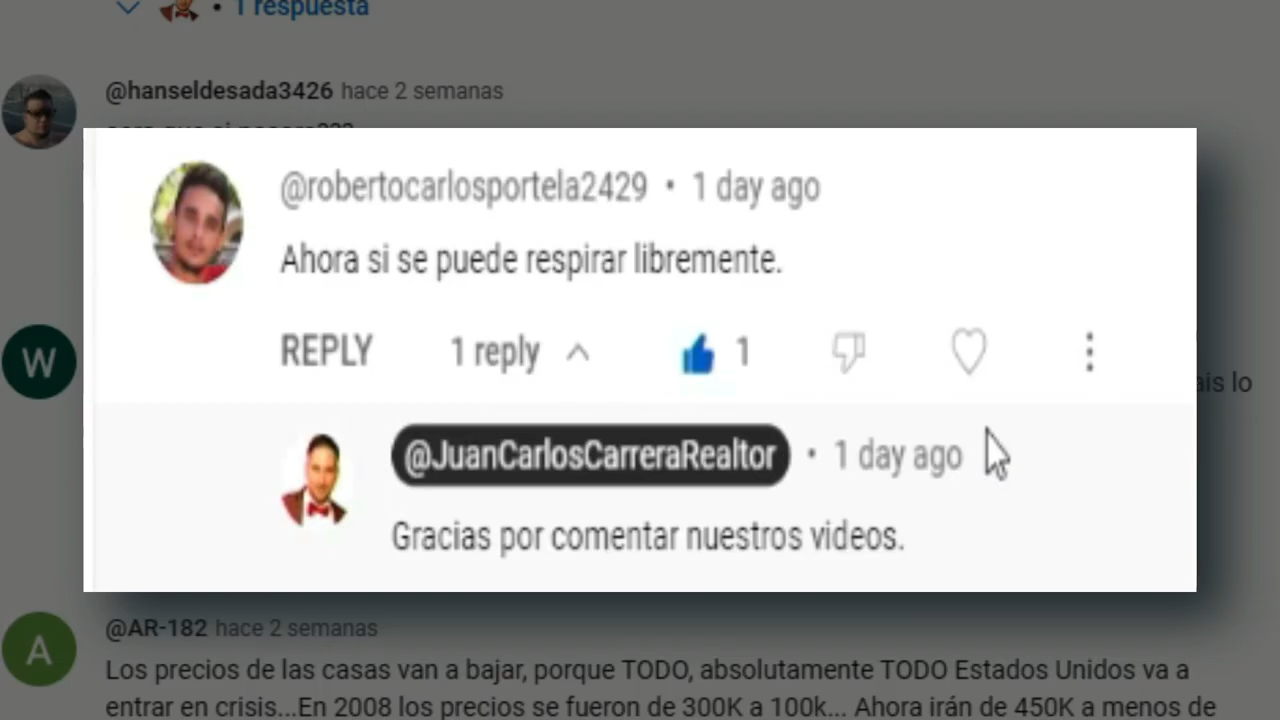 1 respuesta
@hanseldesada3426 hace 2 semanas
@robertocarlosportela2429 • 1 day ago
Ahora si se puede respirar libremente.
REPLY 1 reply 1
W
ais lo
@JuanCarlosCarreraRealtor • 1 day ago
Gracias por comentar nuestros videos.
@AR-182 hace 2 semanas
A
Los precios de las casas van a bajar, porque TODO, absolutamente TODO Estados Unidos va a
entrar en crisis...En 2008 los precios se fueron de 300K a 100k... Ahora irán de 450K a menos de